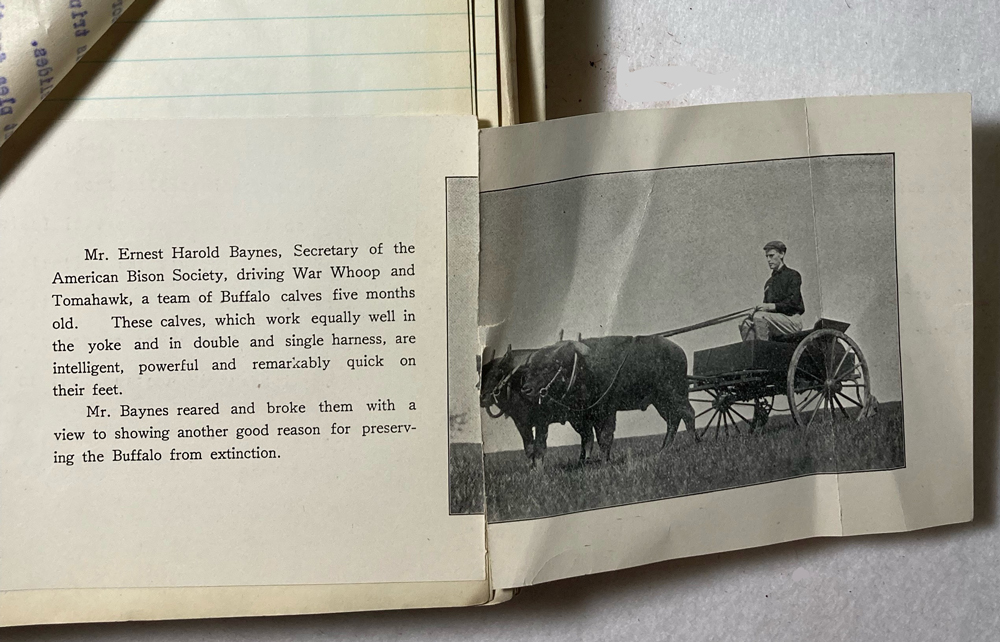 Mr. Ernest Harold Baynes, Secretary of the
American Bison Society, driving War Whoop and
Tomahawk, a team of Buffalo calves five months
old. These calves, which work equally well in
the yoke and in double and single harness, are
intelligent, powerful and remarkably quick on
their feet.
Mr. Baynes reared and broke them with a
view to showing another good reason for preserv-
ing the Buffalo from extinction.